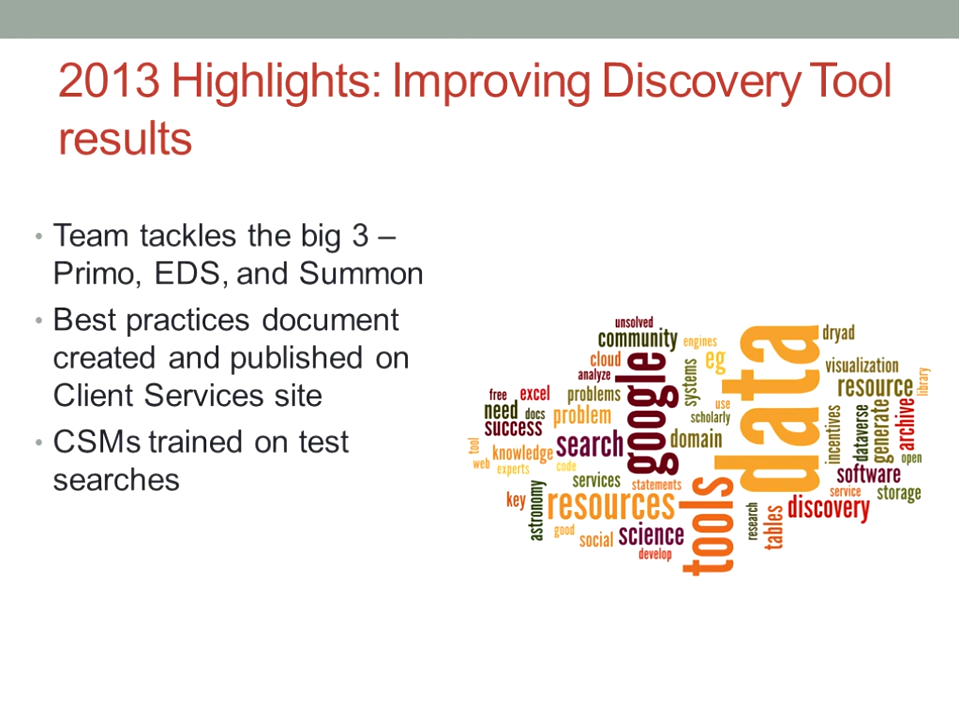 2013 Highlights: Improving Discovery Tool
results
• Team tackles the big 3 –
Primo, EDS, and Summon
• Best practices document
created and published on
Client Services site
• CSMs trained on test
searches
unsolved
community
engines
dryad
cloud
eg
visualization
analyze
google
systems
data
resource
library
free
excel
problems
use
need
docs
problem
scholarly
incentives
dataverse
generate
archive
success
search
domain
tool
knowledge
open
web
experts
code
software
services
statements
service
storage
key
astronomy
resources
tools
discovery
good
social
science
research
tables
develop